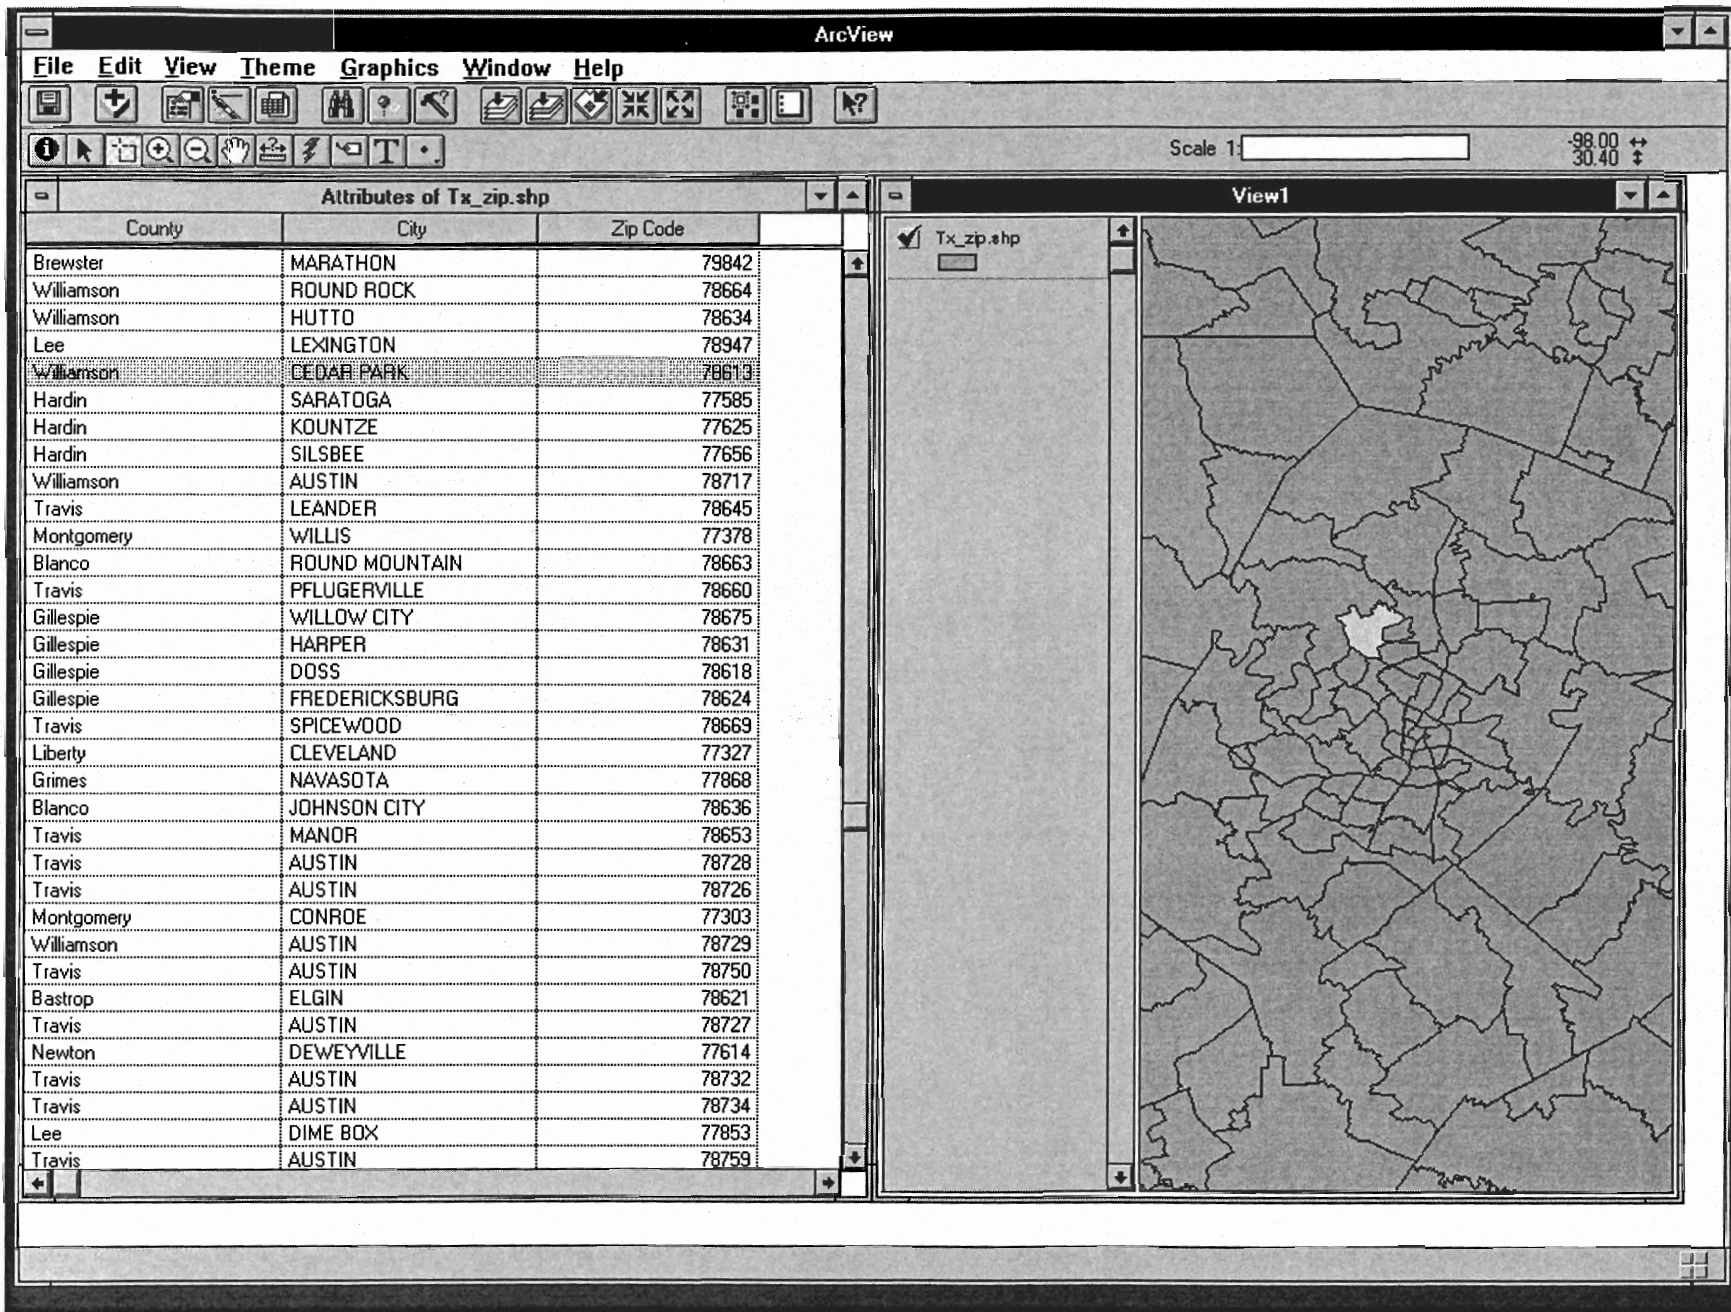 ArcView
File Edit View Theme Graphics Window Help
Scale 1:
-98.00
30.40
Attributes of Tx_zip.shp
County City Zip Code
Brewster MARATHON 79842
Williamson ROUND ROCK 78664
Williamson HUTTO 78634
Lee LEXINGTON 78947
Williamson CEDAR PARK 78613
Hardin SARATOGA 77585
Hardin KOUNTZE 77625
Hardin SILSBEE 77656
Williamson AUSTIN 78717
Travis LEANDER 78645
Montgomery WILLIS 77378
Blanco ROUND MOUNTAIN 78663
Travis PFLUGERVILLE 78660
Gillespie WILLOW CITY 78675
Gillespie HARPER 78631
Gillespie DOSS 78618
Gillespie FREDERICKSBURG 78624
Travis SPICEWOOD 78669
Liberty CLEVELAND 77327
Grimes NAVASOTA 77868
Blanco JOHNSON CITY 78636
Travis MANOR 78653
Travis AUSTIN 78728
Travis AUSTIN 78726
Montgomery CONROE 77303
Williamson AUSTIN 78729
Travis AUSTIN 78750
Bastrop ELGIN 78621
Travis AUSTIN 78727
Newton DEWEYVILLE 77614
Travis AUSTIN 78732
Travis AUSTIN 78734
Lee DIME BOX 77853
Travis AUSTIN 78759
View1
Tx_zip.shp